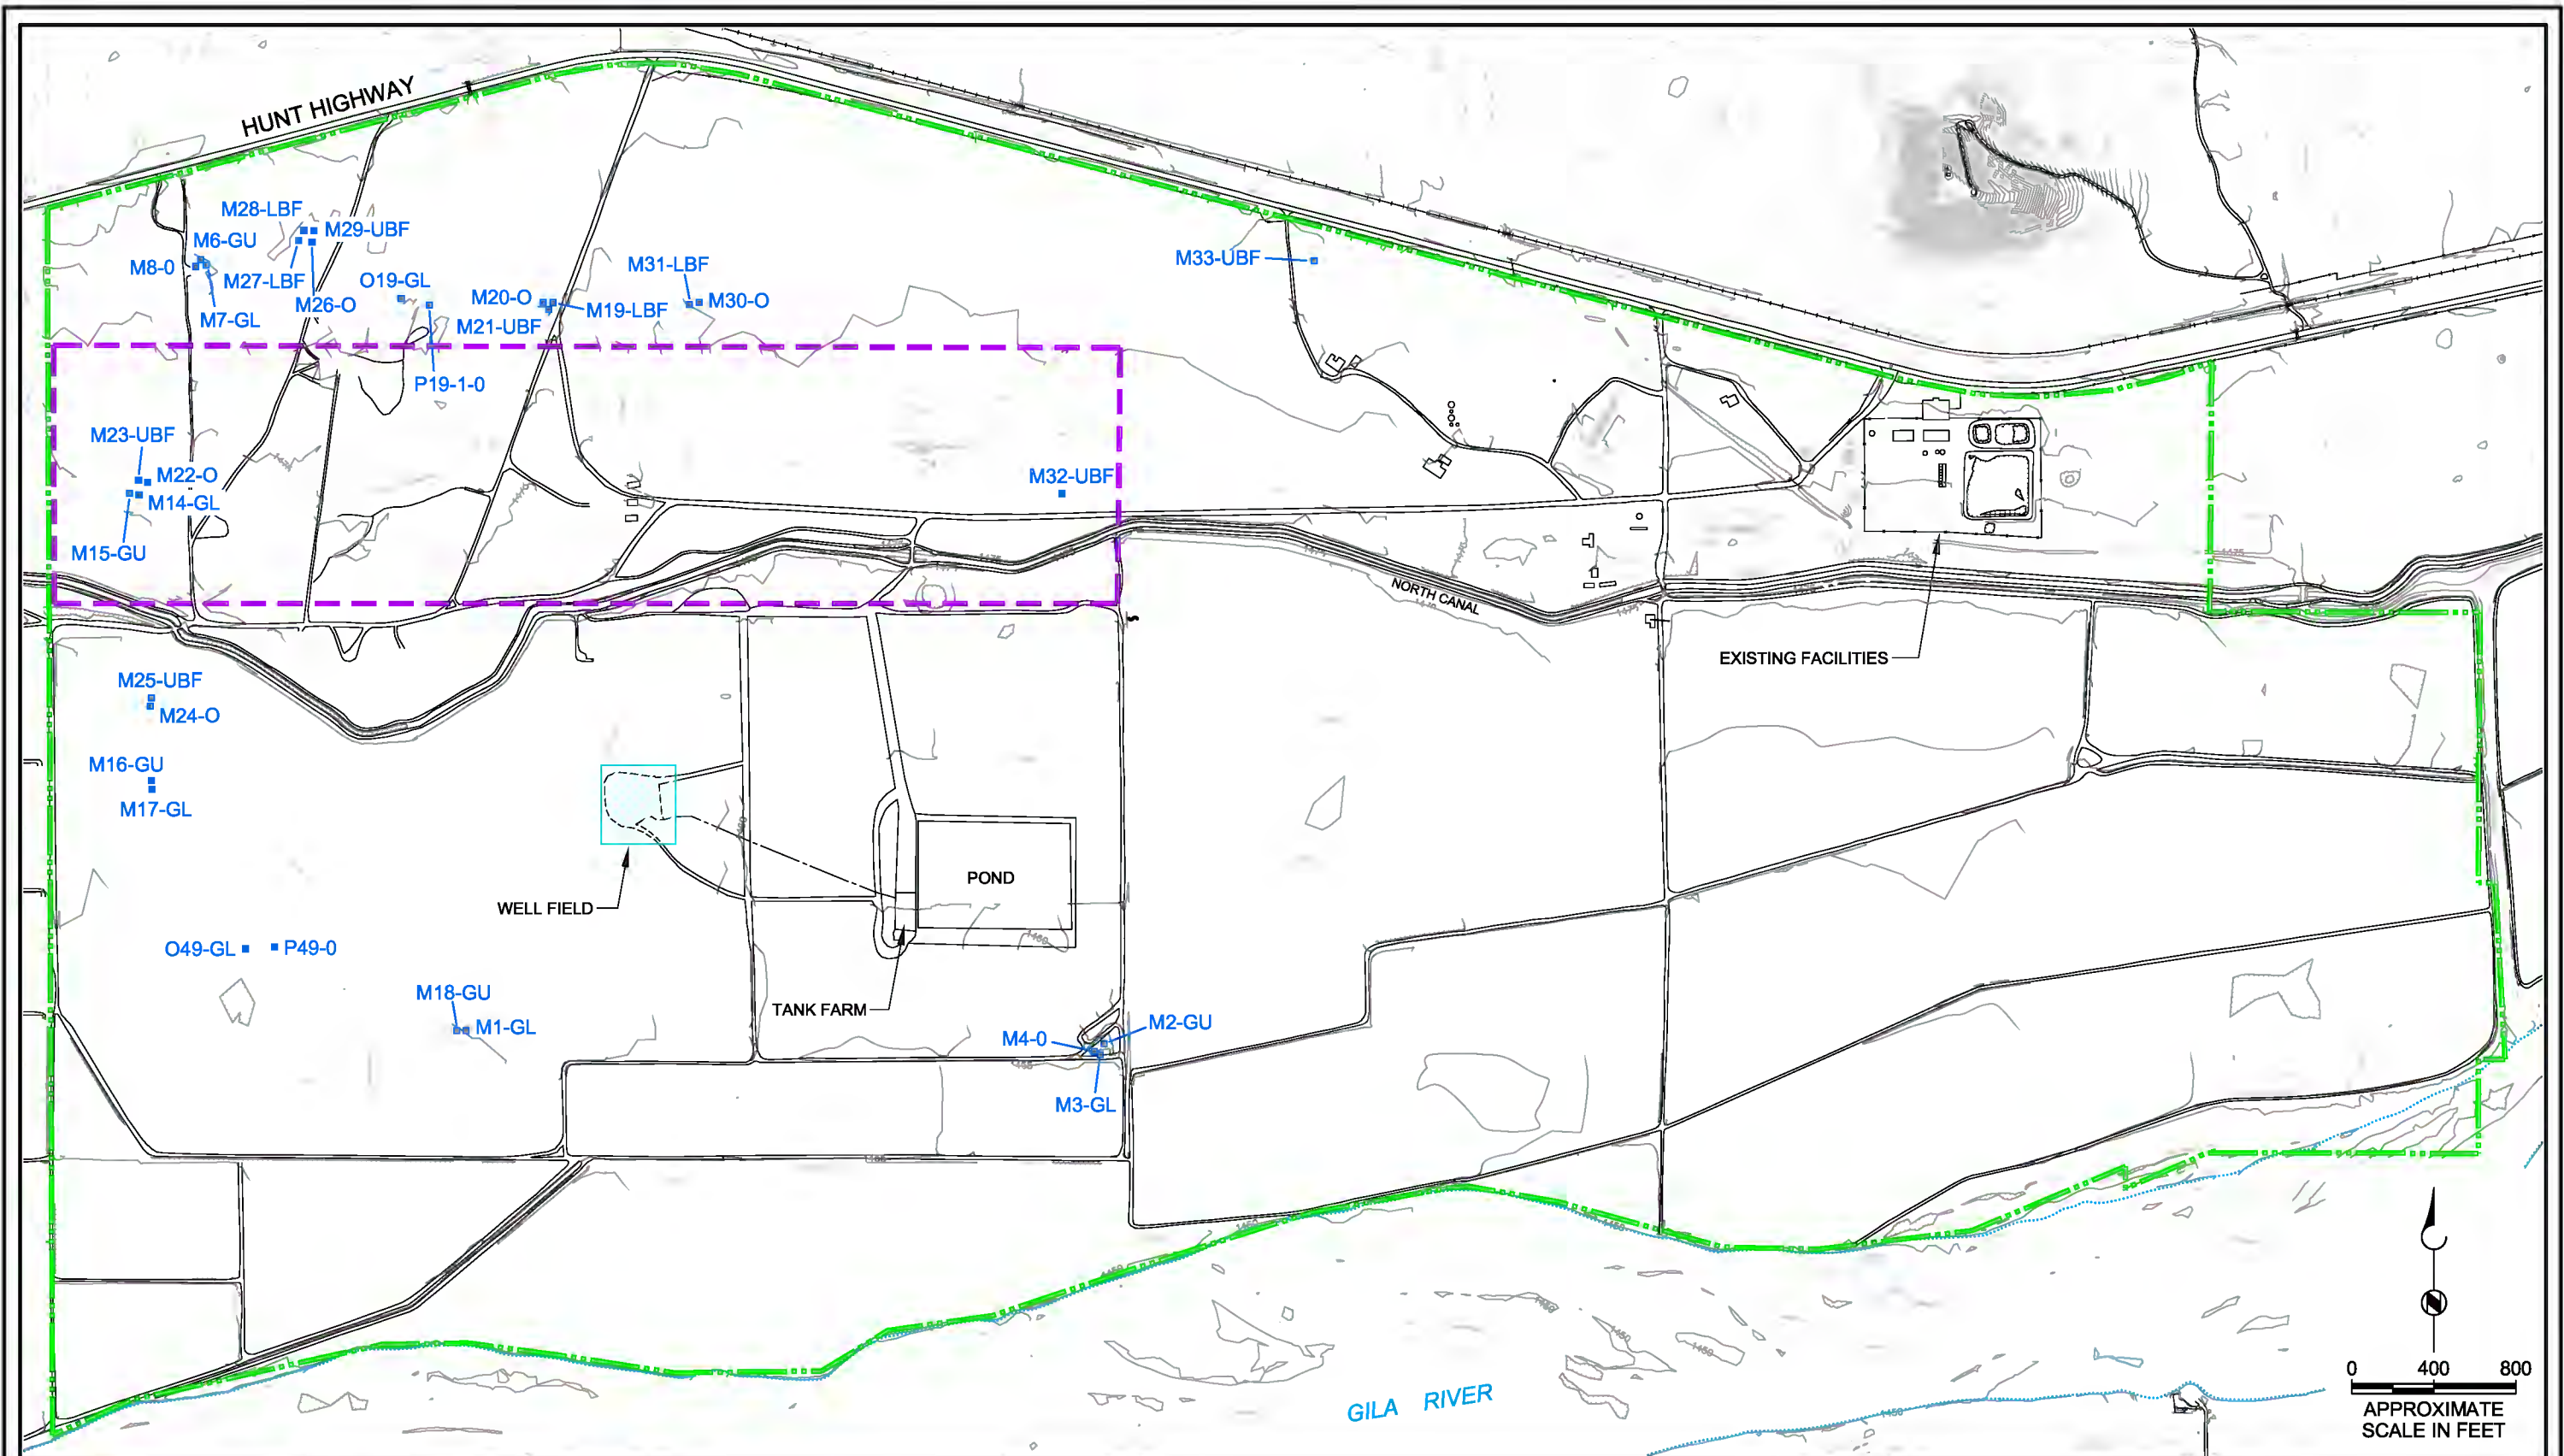 HUNT HIGHWAY
M28-LBF
M29-UBF
M6-GU
M8-0
M27-LBF
M7-GL
M26-O
O19-GL
P19-1-0
M20-O
M21-UBF
M19-LBF
M31-LBF
M30-O
M33-UBF
M23-UBF
M22-O
M14-GL
M15-GU
M32-UBF
NORTH CANAL
EXISTING FACILITIES
M25-UBF
M24-O
M16-GU
M17-GL
WELL FIELD
POND
O49-GL
P49-0
TANK FARM
M18-GU
M1-GL
M4-0
M2-GU
M3-GL
GILA RIVER
0 400 800
APPROXIMATE
SCALE IN FEET